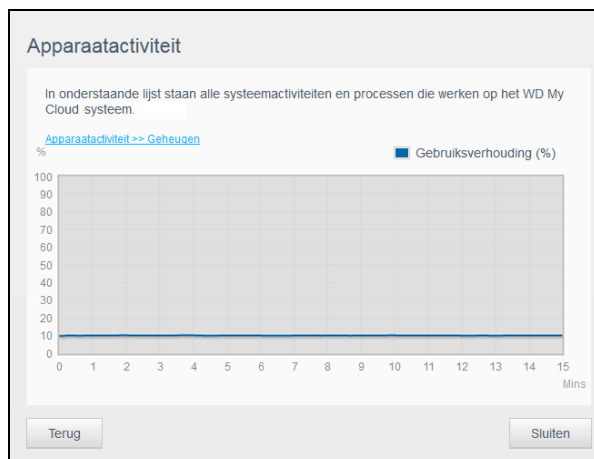 Apparaatactiviteit
In onderstaande lijst staan alle systeemactiviteiten en processen die werken op het WD My
Cloud systeem.
Apparaatactiviteit >> Geheugen
%
Gebruiksverhouding (%)
100
90
80
70
60
50
40
30
20
10
0
0 1 2 3 4 5 6 7 8 9 10 11 12 13 14 15
Mins
Terug
Sluiten